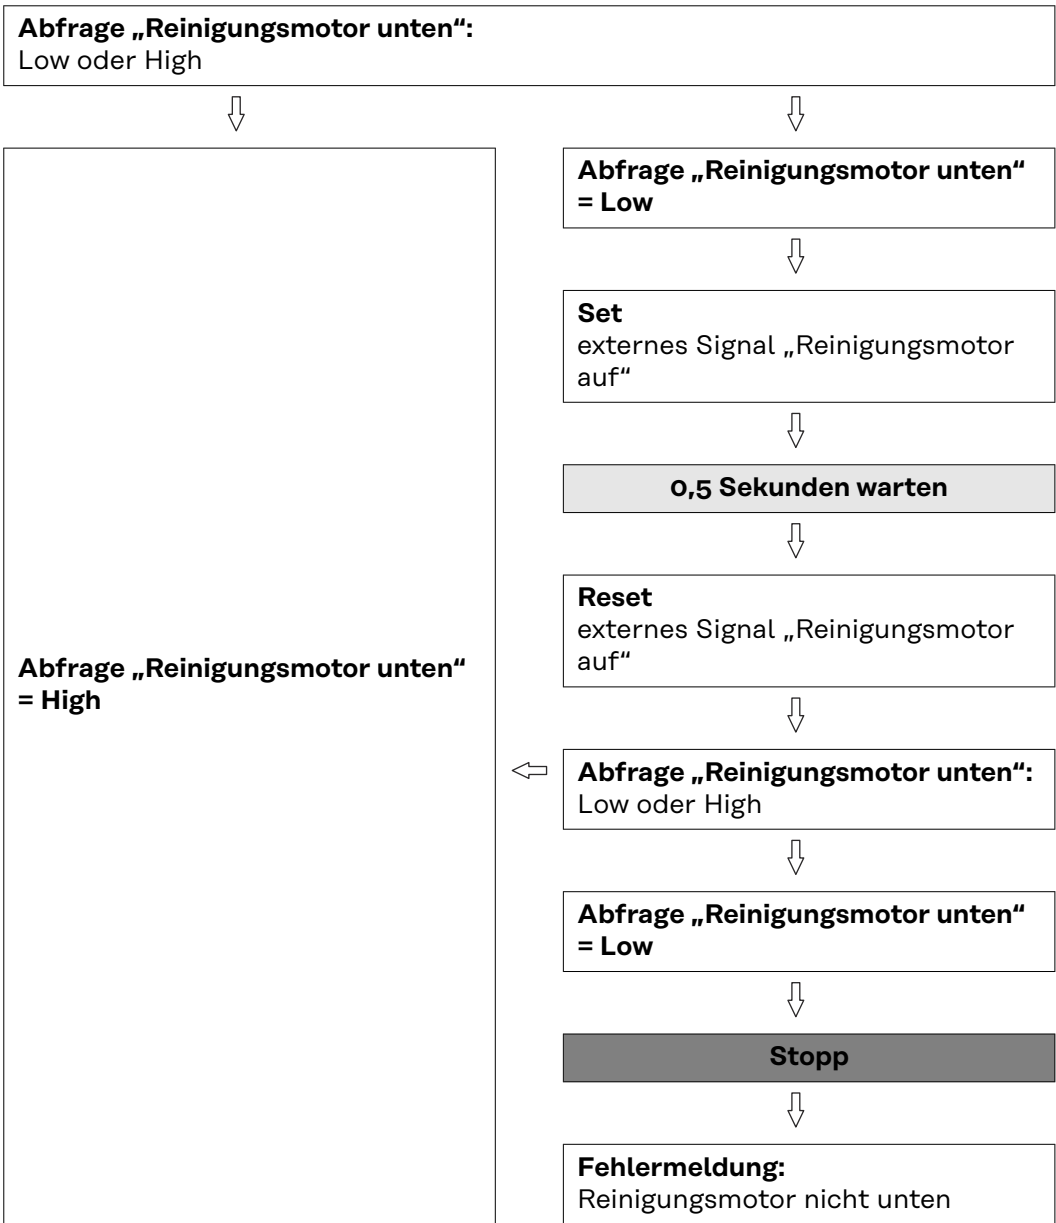 Abfrage „Reinigungsmotor unten“:
Low oder High
Abfrage „Reinigungsmotor unten“
= High
Abfrage „Reinigungsmotor unten“
= Low
Set
externes Signal „Reinigungsmotor
auf“
0,5 Sekunden warten
Reset
externes Signal „Reinigungsmotor
auf“
Abfrage „Reinigungsmotor unten“:
Low oder High
Abfrage „Reinigungsmotor unten“
= Low
Stopp
Fehlermeldung:
Reinigungsmotor nicht unten